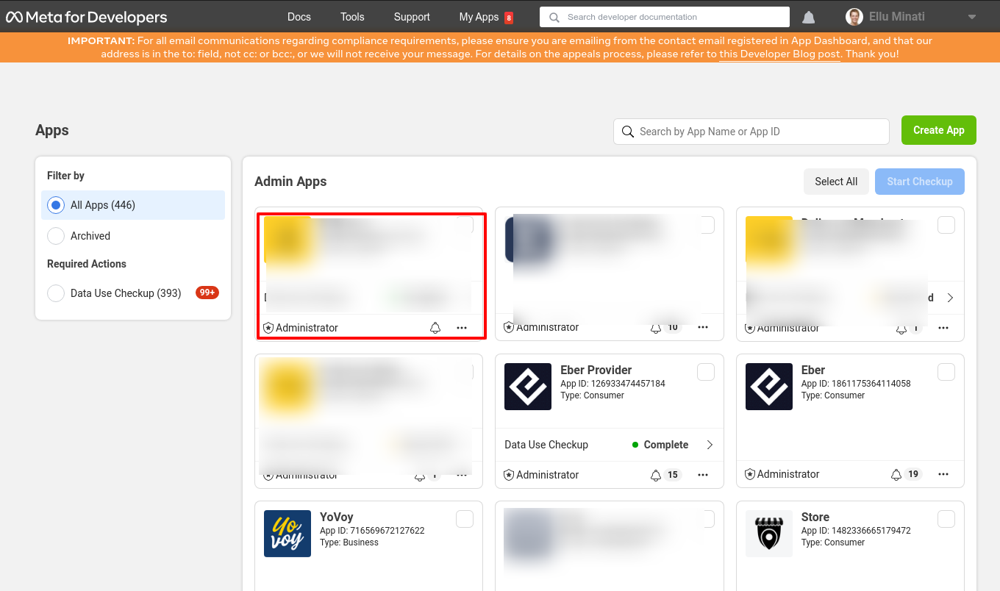 Meta for Developers
Docs
Tools
Support
My Apps 8
Search developer documentation
Ellu Minati
IMPORTANT: For all email communications regarding compliance requirements, please ensure you are emailing from the contact email registered in App Dashboard, and that our
address is in the to: field, not cc: or bcc:, or we will not receive your message. For details on the appeals process, please refer to this Developer Blog post. Thank you!
Apps
Search by App Name or App ID
Create App
Filter by
All Apps (446)
Archived
Required Actions
Data Use Checkup (393) 99+
Admin Apps
Select All
Start Checkup
Administrator
Administrator 10
Administrator 1
Administrator 1
Eber Provider
App ID: 126933474457184
Type: Consumer
Data Use Checkup
Complete
Administrator 15
Eber
App ID: 1861175364114058
Type: Consumer
Administrator 19
Yo
voy
YoVoy
App ID: 716569672127622
Type: Business
Store
App ID: 1482336665179472
Type: Consumer